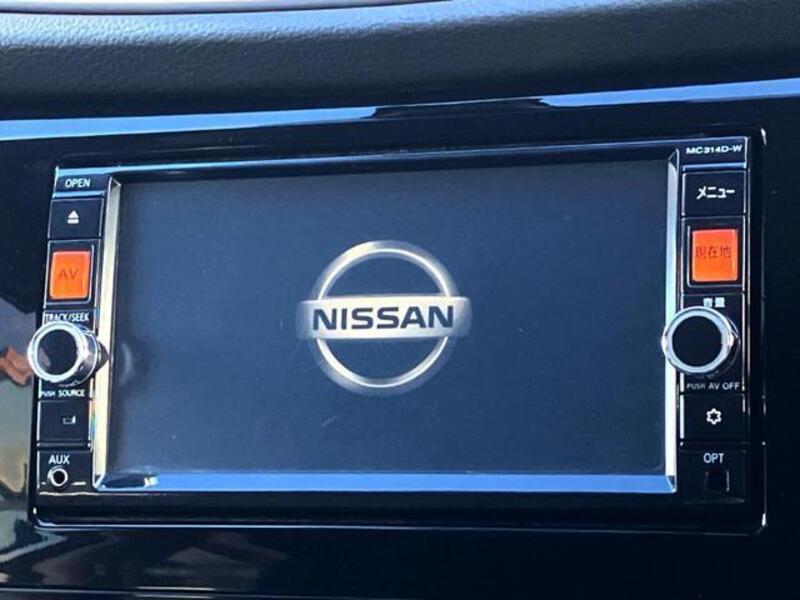 MC314D-W
OPEN
メニュー
AV
現在地
TRACK/SEEK
音量
NISSAN
PUSH SOURCE
PUSH AV OFF
AUX
OPT